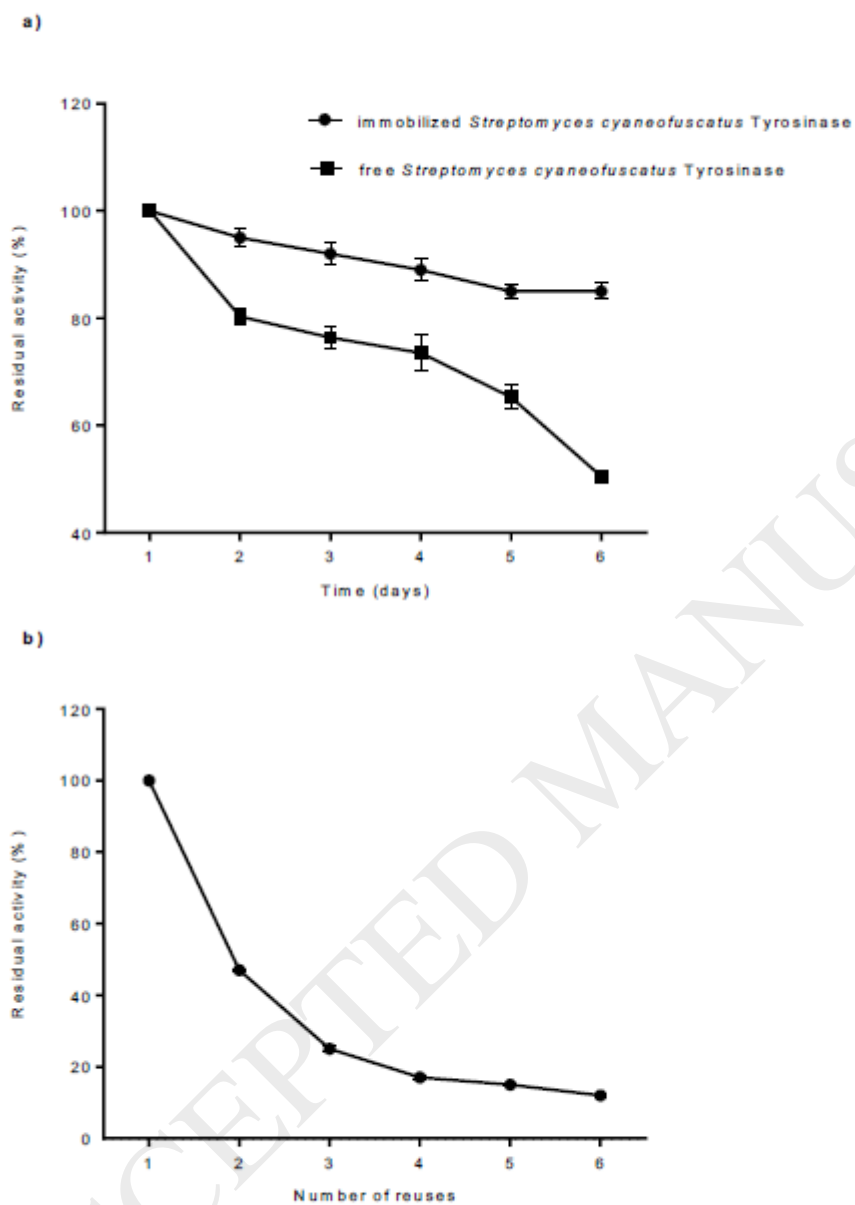 a)
120
immobilized Streptomyces cyaneofuscatus Tyrosinase
free Streptomyces cyaneofuscatus Tyrosinase
100
80
60
40
Residual activity (%)
1 2 3 4 5 6
Time (days)
b)
120
100
80
60
40
20
0
Residual activity (%)
1 2 3 4 5 6
Number of reuses
CEPTED MANUS